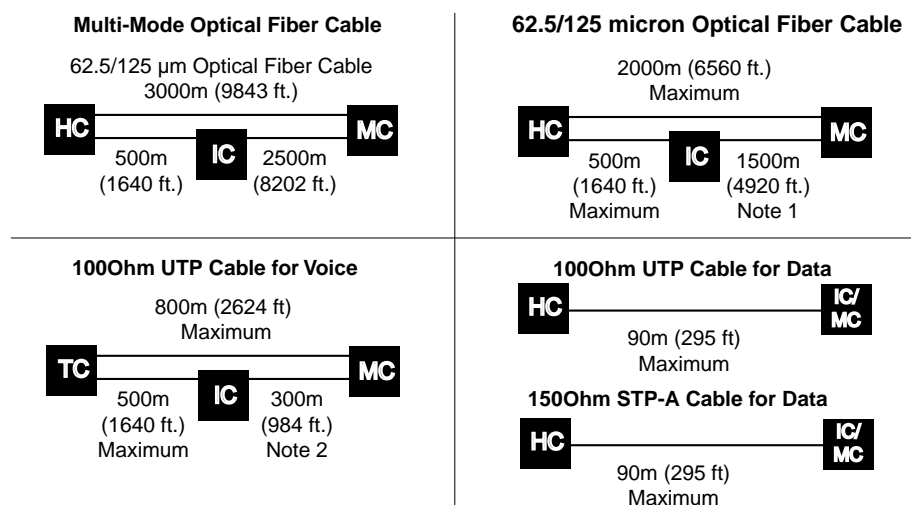 Multi-Mode Optical Fiber Cable
62.5/125 µm Optical Fiber Cable
3000m (9843 ft.)
HC
IC
MC
500m
(1640 ft.)
2500m
(8202 ft.)
62.5/125 micron Optical Fiber Cable
2000m (6560 ft.)
Maximum
HC
IC
MC
500m
(1640 ft.)
Maximum
1500m
(4920 ft.)
Note 1
100Ohm UTP Cable for Voice
800m (2624 ft)
Maximum
TC
IC
MC
500m
(1640 ft.)
Maximum
300m
(984 ft.)
Note 2
100Ohm UTP Cable for Data
HC
IC/
MC
90m (295 ft)
Maximum
150Ohm STP-A Cable for Data
HC
IC/
MC
90m (295 ft)
Maximum